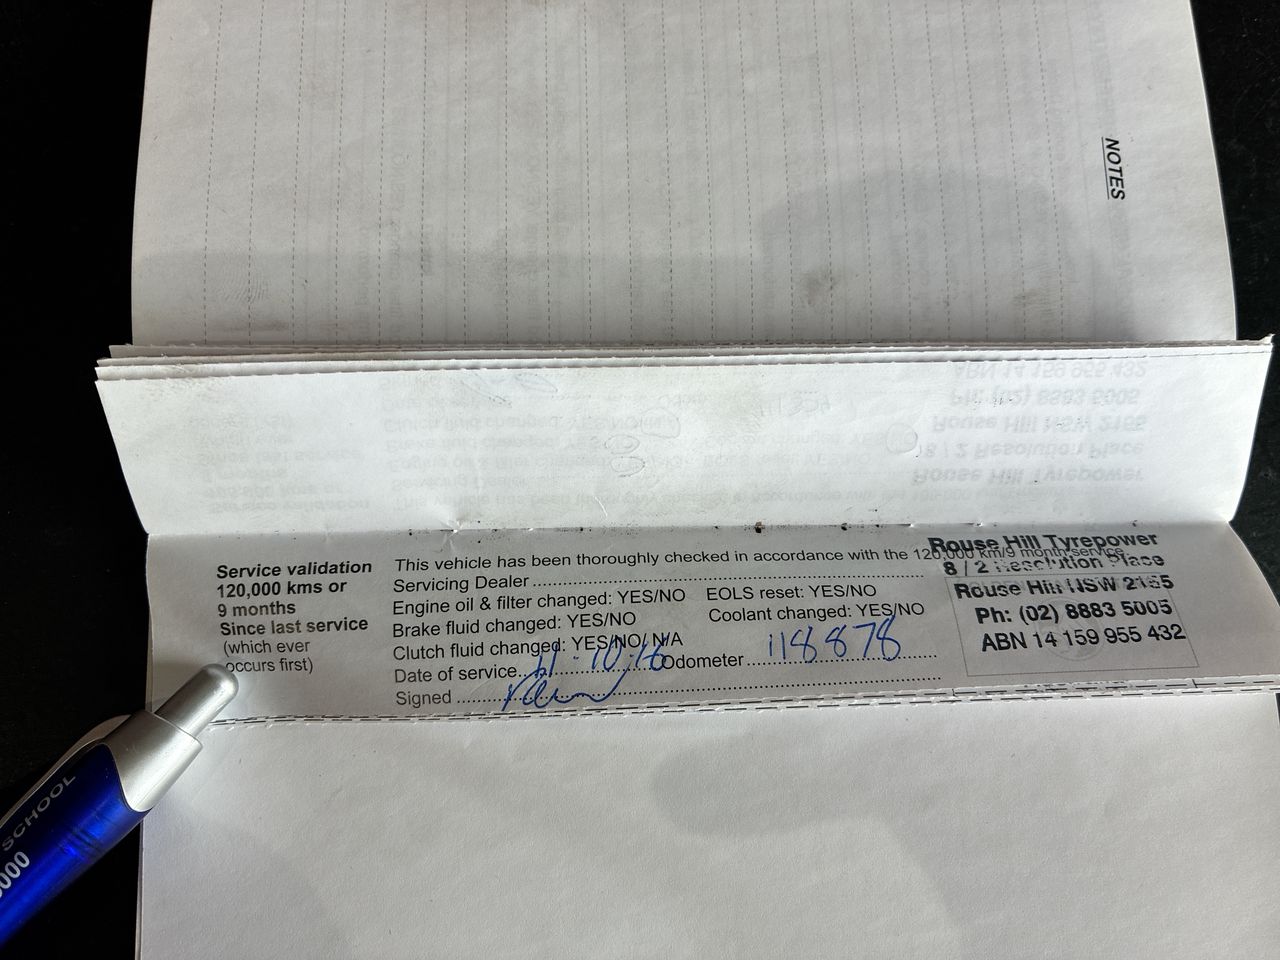 NOTES
Service validation
120,000 kms or
9 months
Since last service
(which ever
occurs first)
This vehicle has been thoroughly checked in accordance with the 120,000 km/9 month service.
Servicing Dealer
Engine oil & filter changed: YES/NO EOLS reset: YES/NO
Brake fluid changed: YES/NO Coolant changed: YES/NO
Clutch fluid changed: YES/NO/ N/A
Date of service 11.10.16 Odometer 118878
Signed
Rouse Hill Tyrepower
8 / 2 Resolution Place
Rouse Hill NSW 2155
Ph: (02) 8883 5005
ABN 14 159 955 432
SCHOOL
000